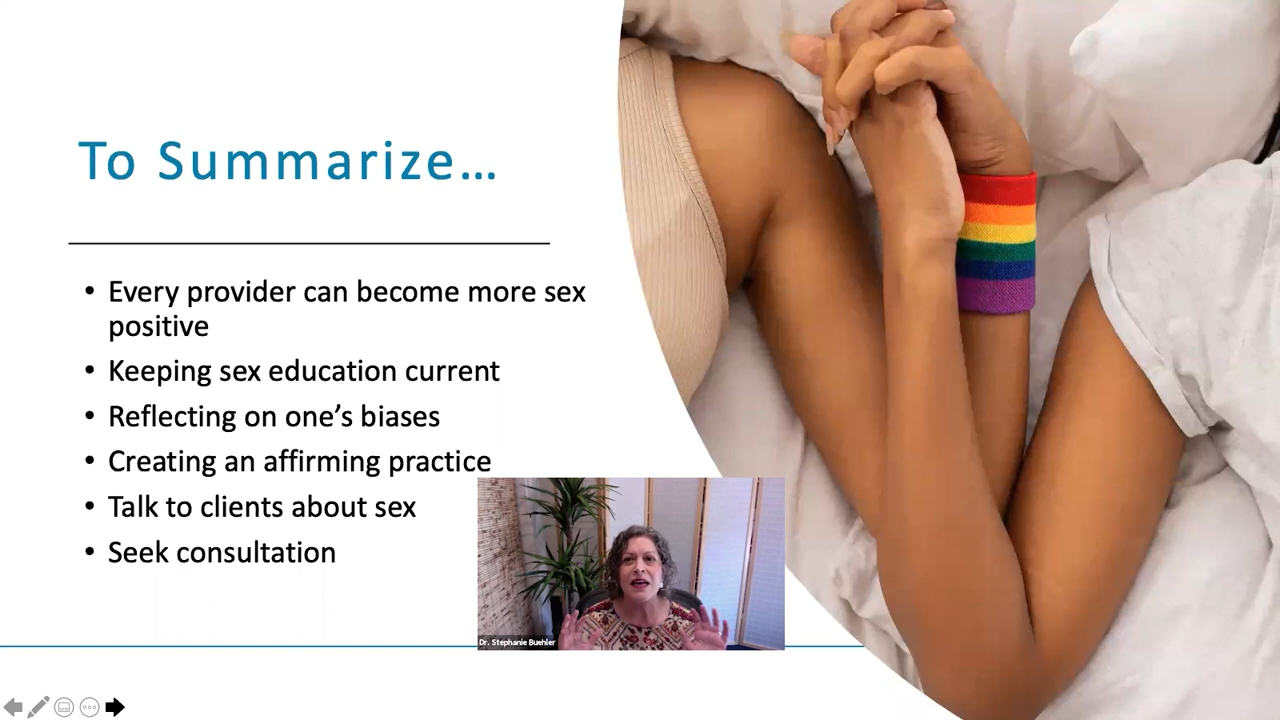 To Summarize…
• Every provider can become more sex
positive
• Keeping sex education current
• Reflecting on one’s biases
• Creating an affirming practice
• Talk to clients about sex
• Seek consultation
Dr. Stephanie Buehler